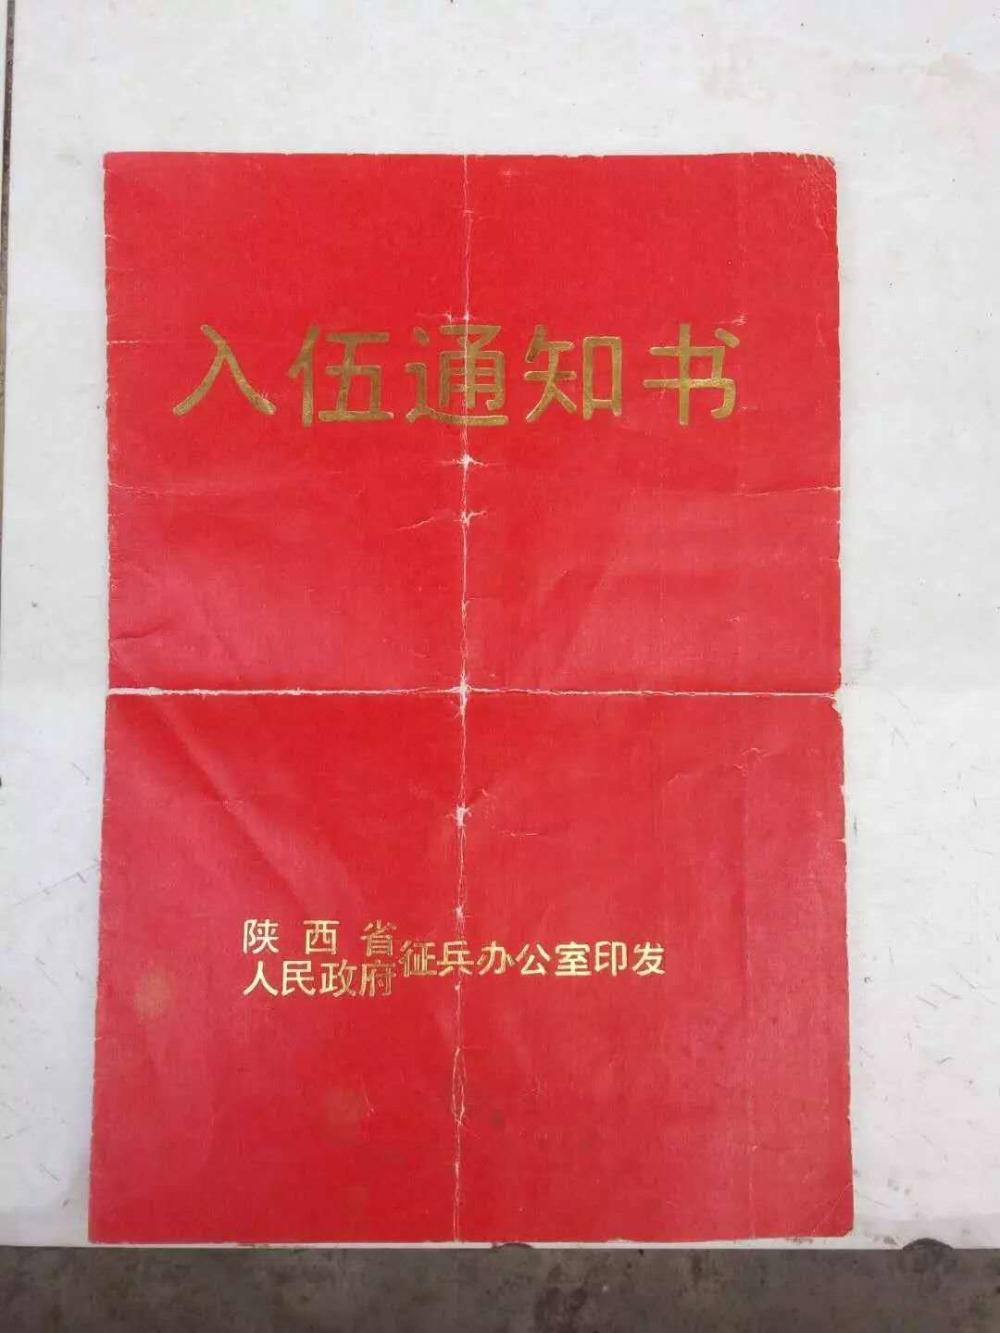 入伍通知书
陕西省
人民政府征兵办公室印发